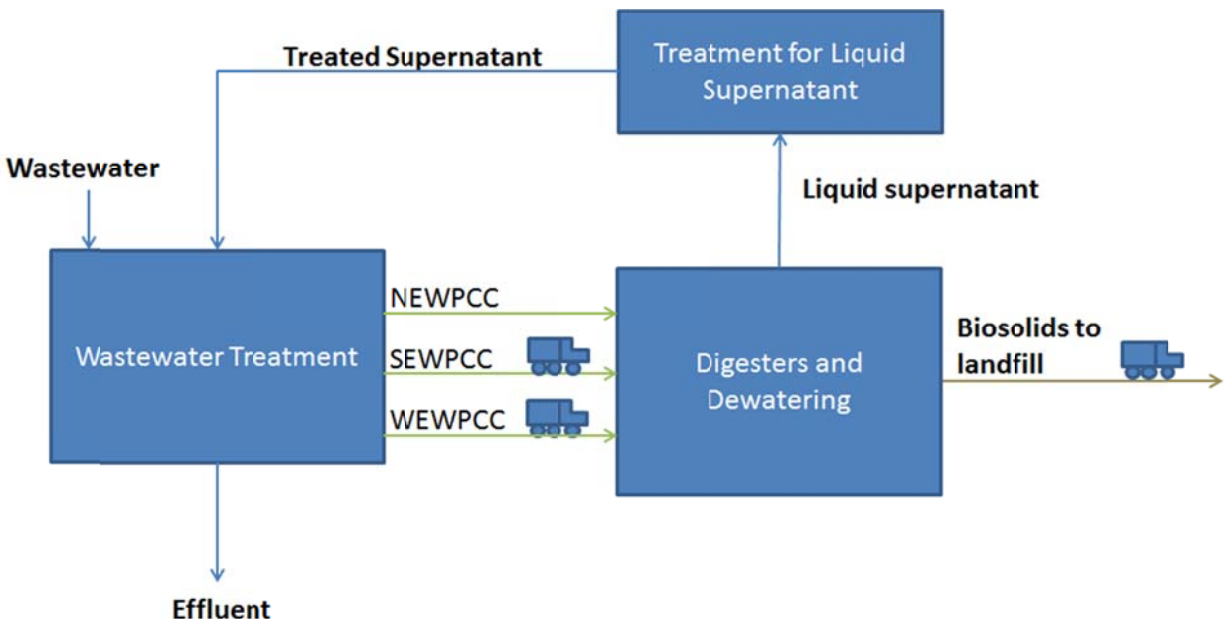 Treated Supernatant
Treatment for Liquid
Supernatant
Wastewater
Liquid supernatant
Wastewater Treatment
NEWPCC
SEWPCC
WEWPCC
Digesters and
Dewatering
Biosolids to
landfill
Effluent